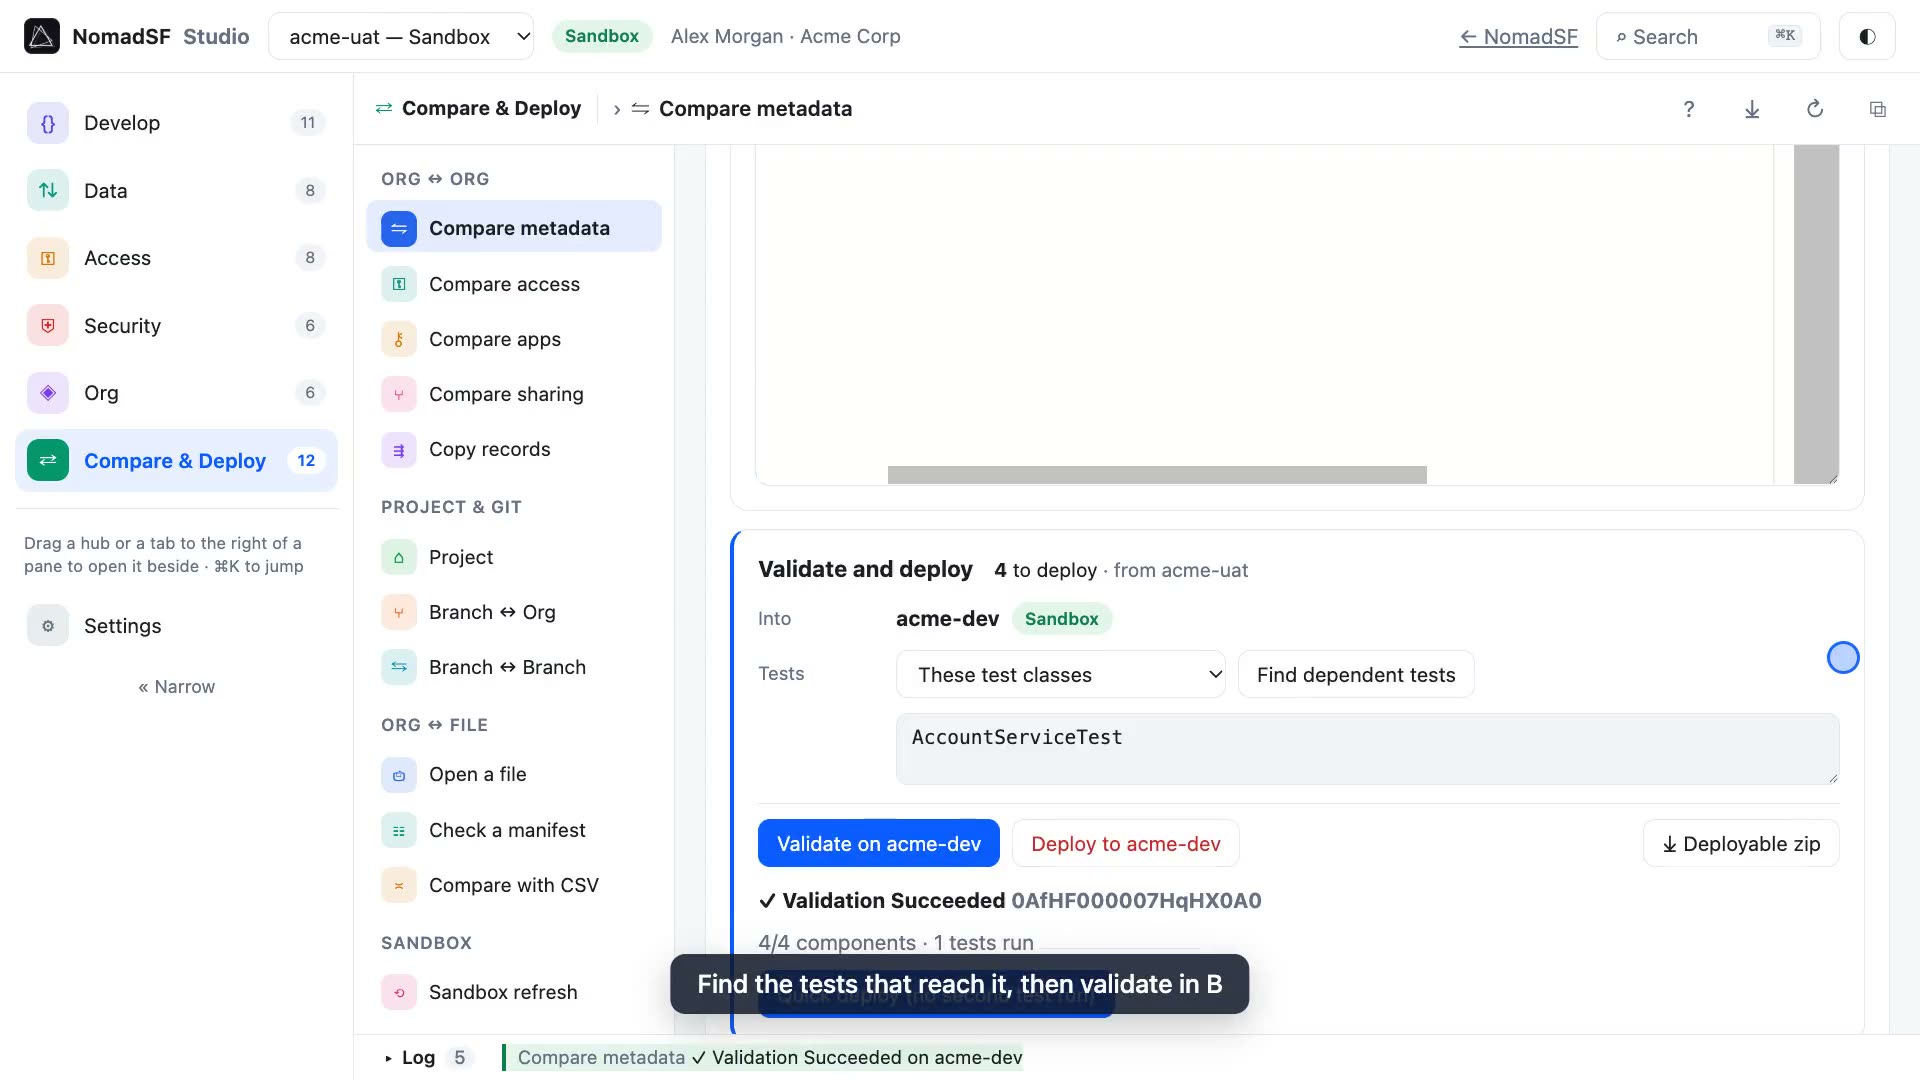 NomadSF Studio
acme-uat — Sandbox
Sandbox
Alex Morgan · Acme Corp
← NomadSF
Search
⌘K
Develop 11
Data 8
Access 8
Security 6
Org 6
Compare & Deploy 12
Drag a hub or a tab to the right of a
pane to open it beside · ⌘K to jump
Settings
« Narrow
Compare & Deploy › Compare metadata
?
ORG ↔ ORG
Compare metadata
Compare access
Compare apps
Compare sharing
Copy records
PROJECT & GIT
Project
Branch ↔ Org
Branch ↔ Branch
ORG ↔ FILE
Open a file
Check a manifest
Compare with CSV
SANDBOX
Sandbox refresh
Validate and deploy 4 to deploy · from acme-uat
Into acme-dev Sandbox
Tests These test classes Find dependent tests
AccountServiceTest
Validate on acme-dev Deploy to acme-dev Deployable zip
✓ Validation Succeeded 0AfHF000007HqHX0A0
4/4 components · 1 tests run
Quick deploy (no second test run)
Find the tests that reach it, then validate in B
Log 5
Compare metadata ✓ Validation Succeeded on acme-dev